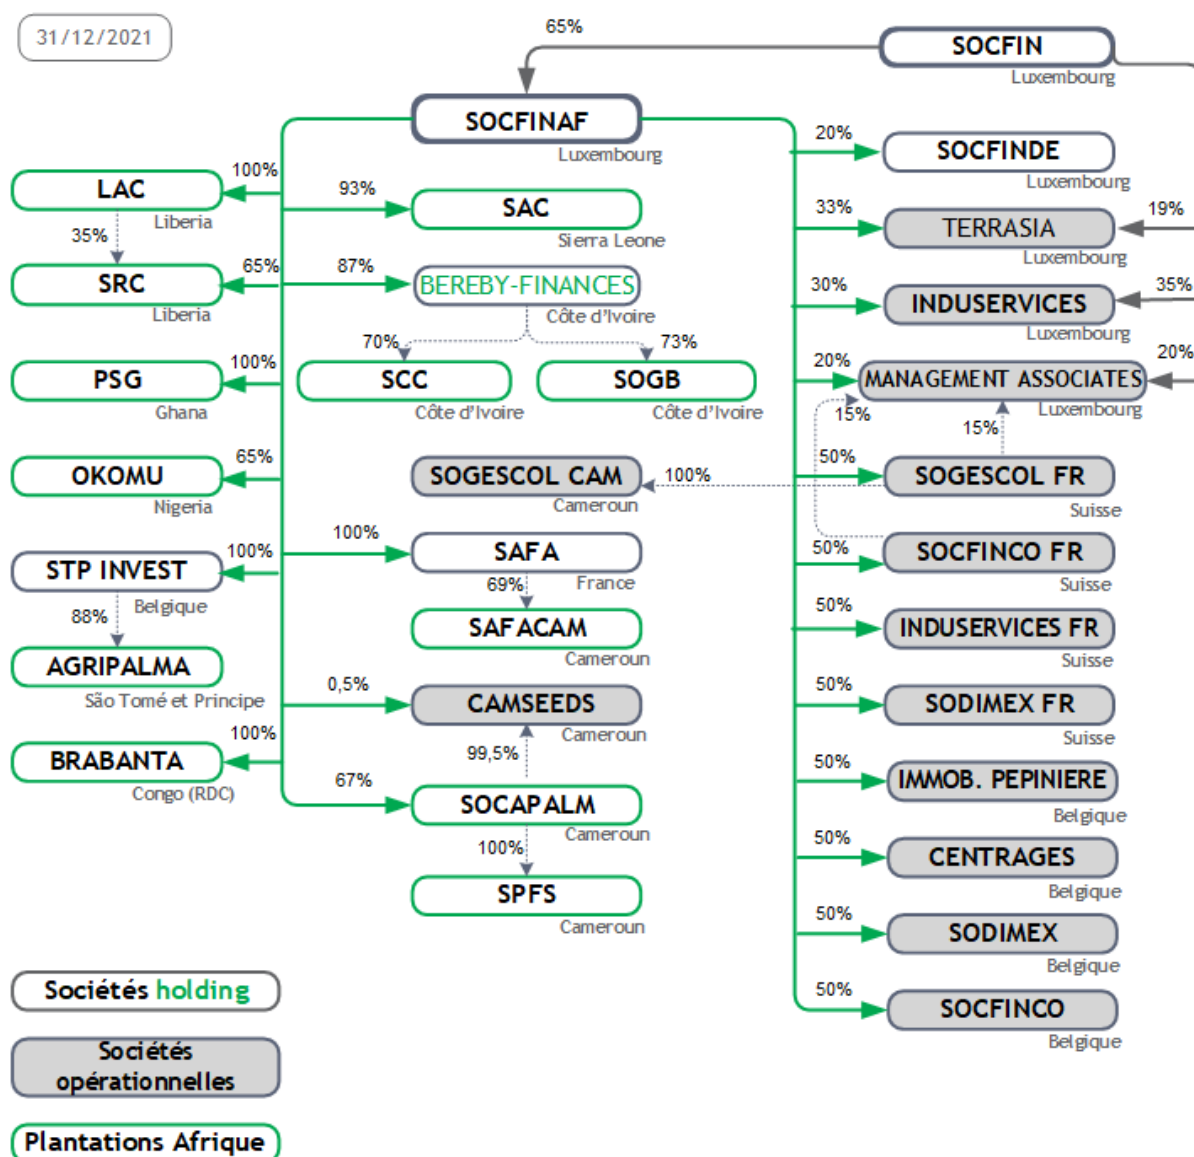 31/12/2021
65%
SOCFIN
Luxembourg
SOCFINAF
Luxembourg
20%
SOCFINDE
Luxembourg
100%
LAC
Liberia
93%
SAC
Sierra Leone
33%
TERRASIA
Luxembourg
19%
35%
65%
SRC
Liberia
87%
BEREBY-FINANCES
Côte d'Ivoire
30%
INDUSERVICES
Luxembourg
35%
70%
SCC
Côte d'Ivoire
73%
SOGB
Côte d'Ivoire
100%
PSG
Ghana
20%
MANAGEMENT ASSOCIATES
Luxembourg
20%
15%
15%
65%
OKOMU
Nigeria
SOGESCOL CAM
Cameroun
100%
50%
SOGESCOL FR
Suisse
100%
STP INVEST
Belgique
100%
SAFA
France
50%
SOCFINCO FR
Suisse
88%
AGRIPALMA
São Tomé et Principe
69%
SAFACAM
Cameroun
50%
INDUSERVICES FR
Suisse
0,5%
CAMSEEDS
Cameroun
50%
SODIMEX FR
Suisse
100%
BRABANTA
Congo (RDC)
99,5%
67%
SOCAPALM
Cameroun
50%
IMMOB. PEPINIERE
Belgique
100%
SPFS
Cameroun
50%
CENTRAGES
Belgique
50%
SODIMEX
Belgique
50%
SOCFINCO
Belgique
Sociétés holding
Sociétés
opérationnelles
Plantations Afrique